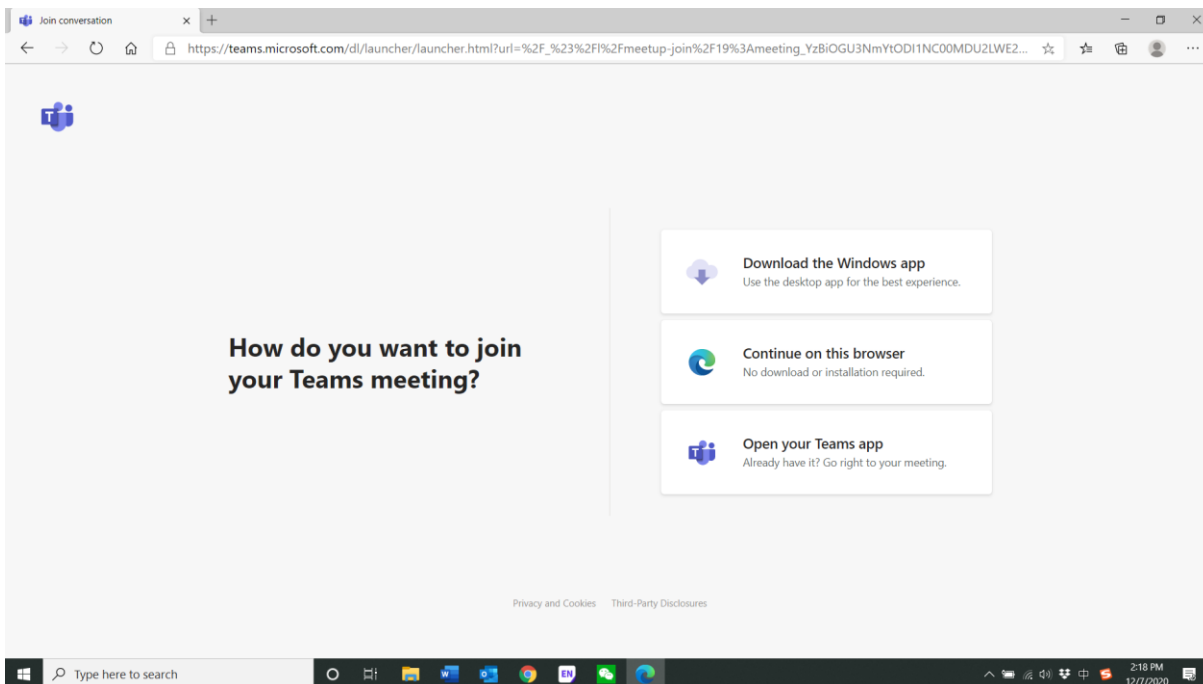 Join conversation
https://teams.microsoft.com/dl/launcher/launcher.html?url=%2F_%23%2Fl%2Fmeetup-join%2F19%3Ameeting_YzBiOGU3NmYtODI1NC00MDU2LWE2...
Download the Windows app
Use the desktop app for the best experience.
How do you want to join
your Teams meeting?
Continue on this browser
No download or installation required.
Open your Teams app
Already have it? Go right to your meeting.
Privacy and Cookies Third-Party Disclosures
Type here to search
EN
中
2:18 PM
12/7/2020